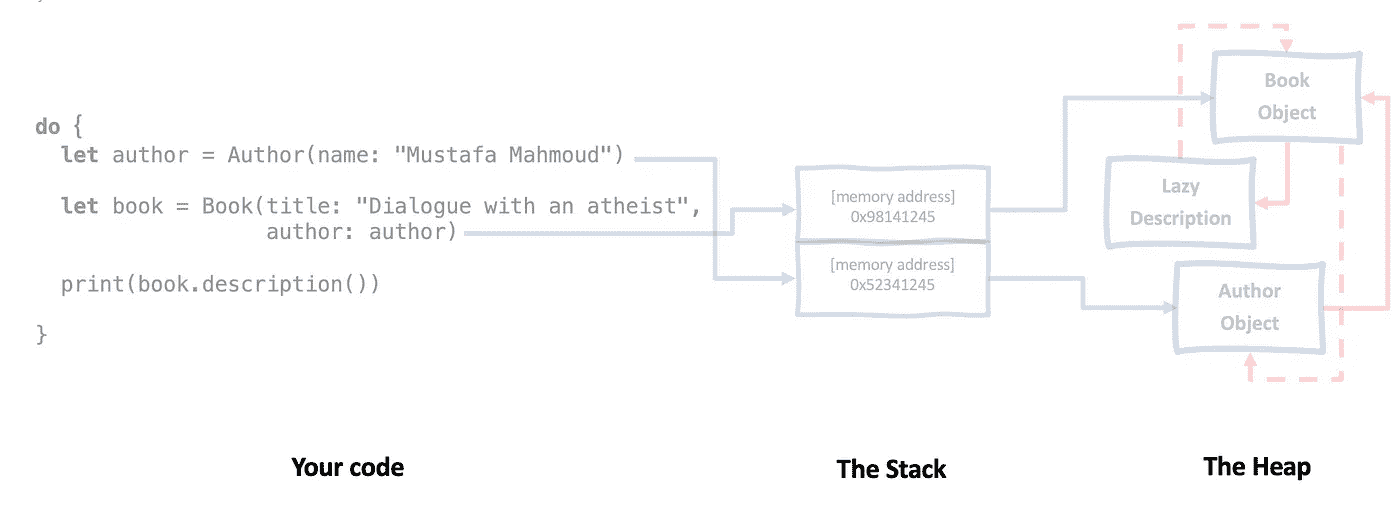 do {
let author = Author(name: "Mustafa Mahmoud")
let book = Book(title: "Dialogue with an atheist",
author: author)
print(book.description())
}
[memory address]
0x98141245
[memory address]
0x52341245
Book
Object
Lazy
Description
Author
Object
Your code
The Stack
The Heap